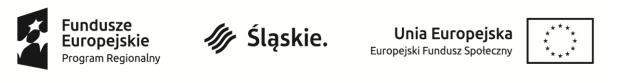 Fundusze
Europejskie
Program Regionalny
Śląskie.
Unia Europejska
Europejski Fundusz Społeczny